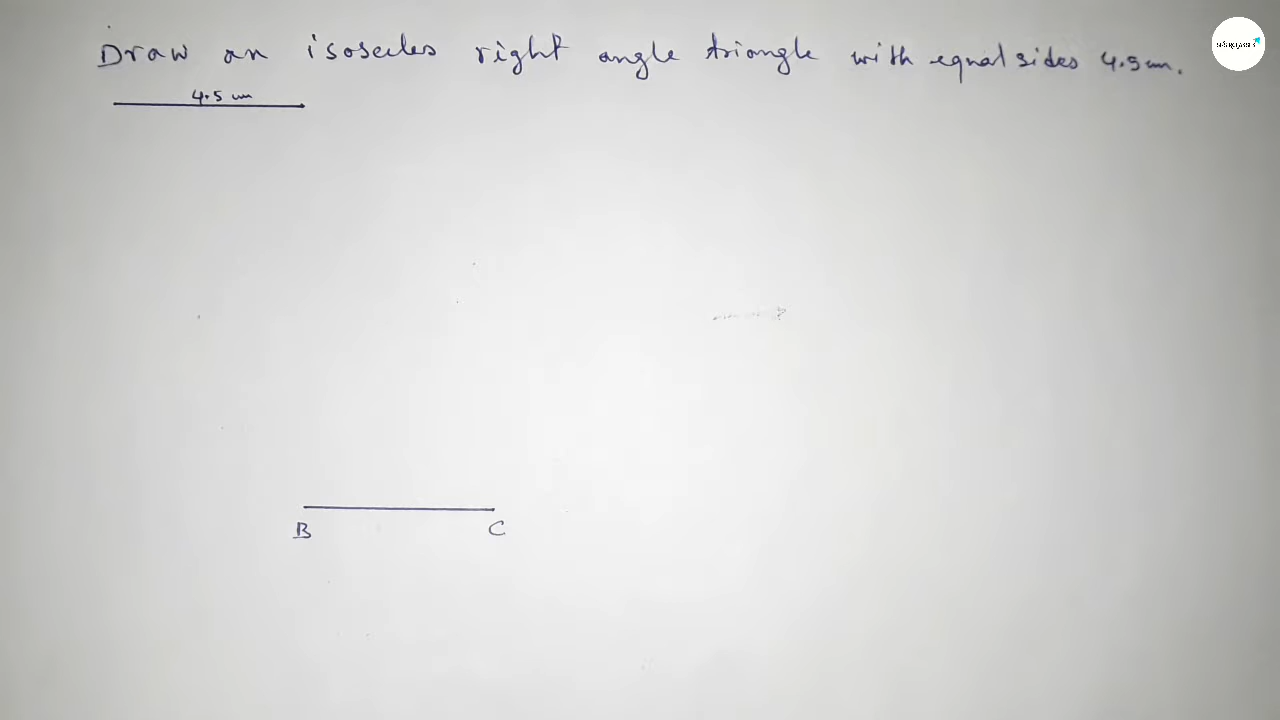 Draw an isosceles right angle triangle with equal sides 4.5 cm.
4.5 cm
B C